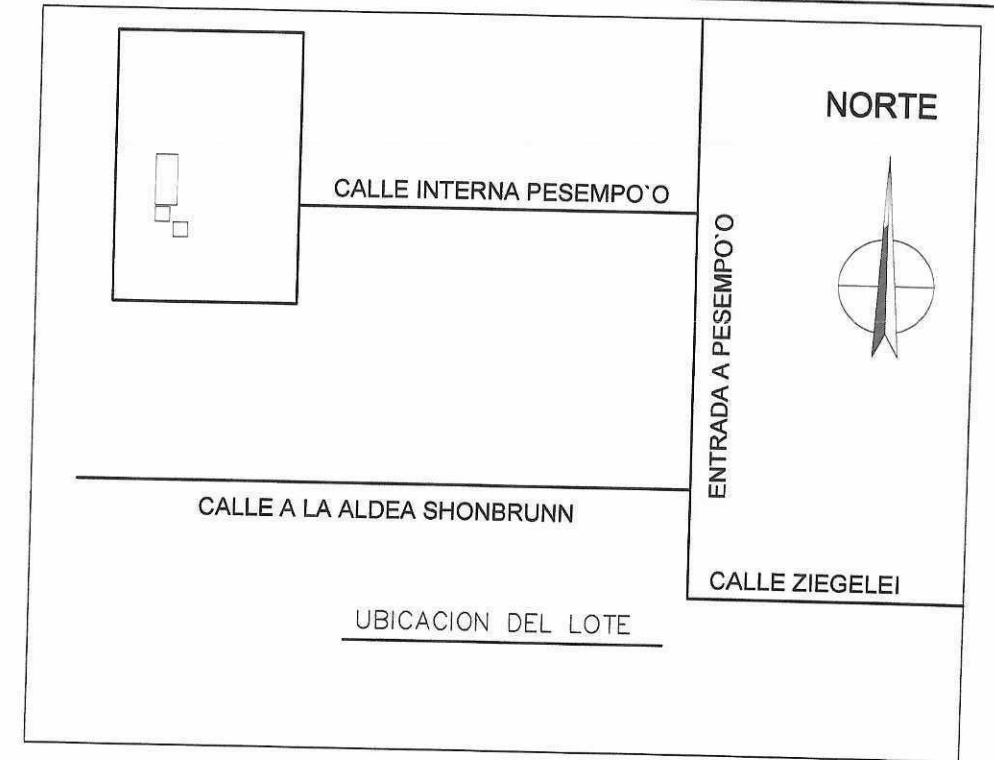 NORTE
CALLE INTERNA PESEMPO`O
ENTRADA A PESEMPO`O
CALLE A LA ALDEA SHONBRUNN
CALLE ZIEGELEI
UBICACION DEL LOTE